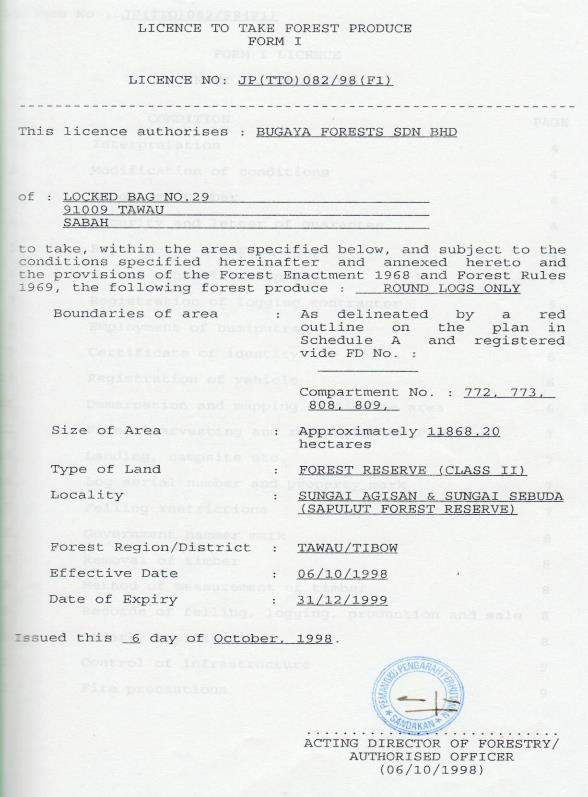 LICENCE TO TAKE FOREST PRODUCE
FORM I
LICENCE NO: JP(TTO)082/98(F1)
This licence authorises : BUGAYA FORESTS SDN BHD
of : LOCKED BAG NO.29
91009 TAWAU
SABAH
to take, within the area specified below, and subject to the
conditions specified hereinafter and annexed hereto and
the provisions of the Forest Enactment 1968 and Forest Rules
1969, the following forest produce : ROUND LOGS ONLY
Boundaries of area : As delineated by a red
outline on the plan in
Schedule A and registered
vide FD No. :
Compartment No. : 772, 773,
808, 809,
Size of Area : Approximately 11868.20
hectares
Type of Land : FOREST RESERVE (CLASS II)
Locality : SUNGAI AGISAN & SUNGAI SEBUDA
(SAPULUT FOREST RESERVE)
Forest Region/District : TAWAU/TIBOW
Effective Date : 06/10/1998
Date of Expiry : 31/12/1999
Issued this 6 day of October, 1998.
PEMANGKU PENGARAH
SANDAKAN
ACTING DIRECTOR OF FORESTRY/
AUTHORISED OFFICER
(06/10/1998)